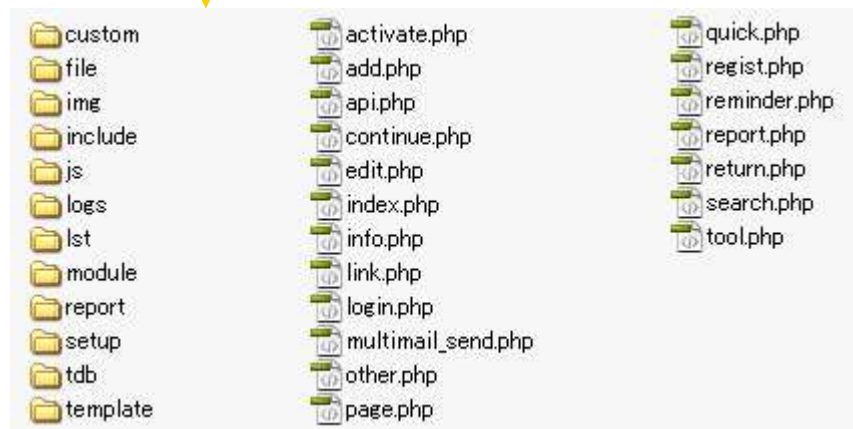 custom
file
img
include
js
logs
lst
module
report
setup
tdb
template
activate.php
add.php
api.php
continue.php
edit.php
index.php
info.php
link.php
login.php
multimail_send.php
other.php
page.php
quick.php
regist.php
reminder.php
report.php
return.php
search.php
tool.php